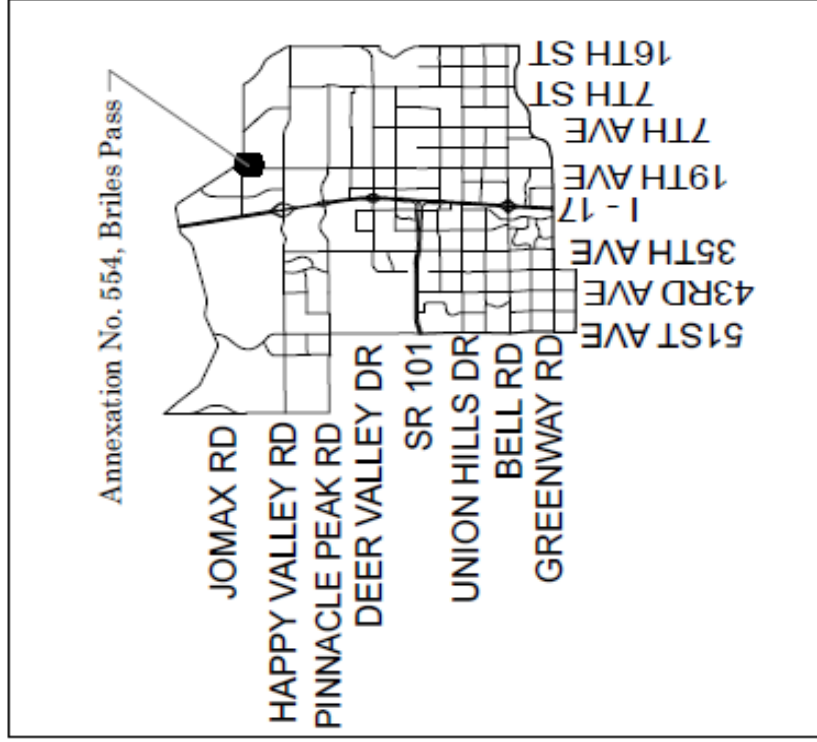 Annexation No. 554, Briles Pass
16TH ST
7TH ST
7TH AVE
19TH AVE
I - 17
35TH AVE
43RD AVE
51ST AVE
JOMAX RD
HAPPY VALLEY RD
PINNACLE PEAK RD
DEER VALLEY DR
SR 101
UNION HILLS DR
BELL RD
GREENWAY RD